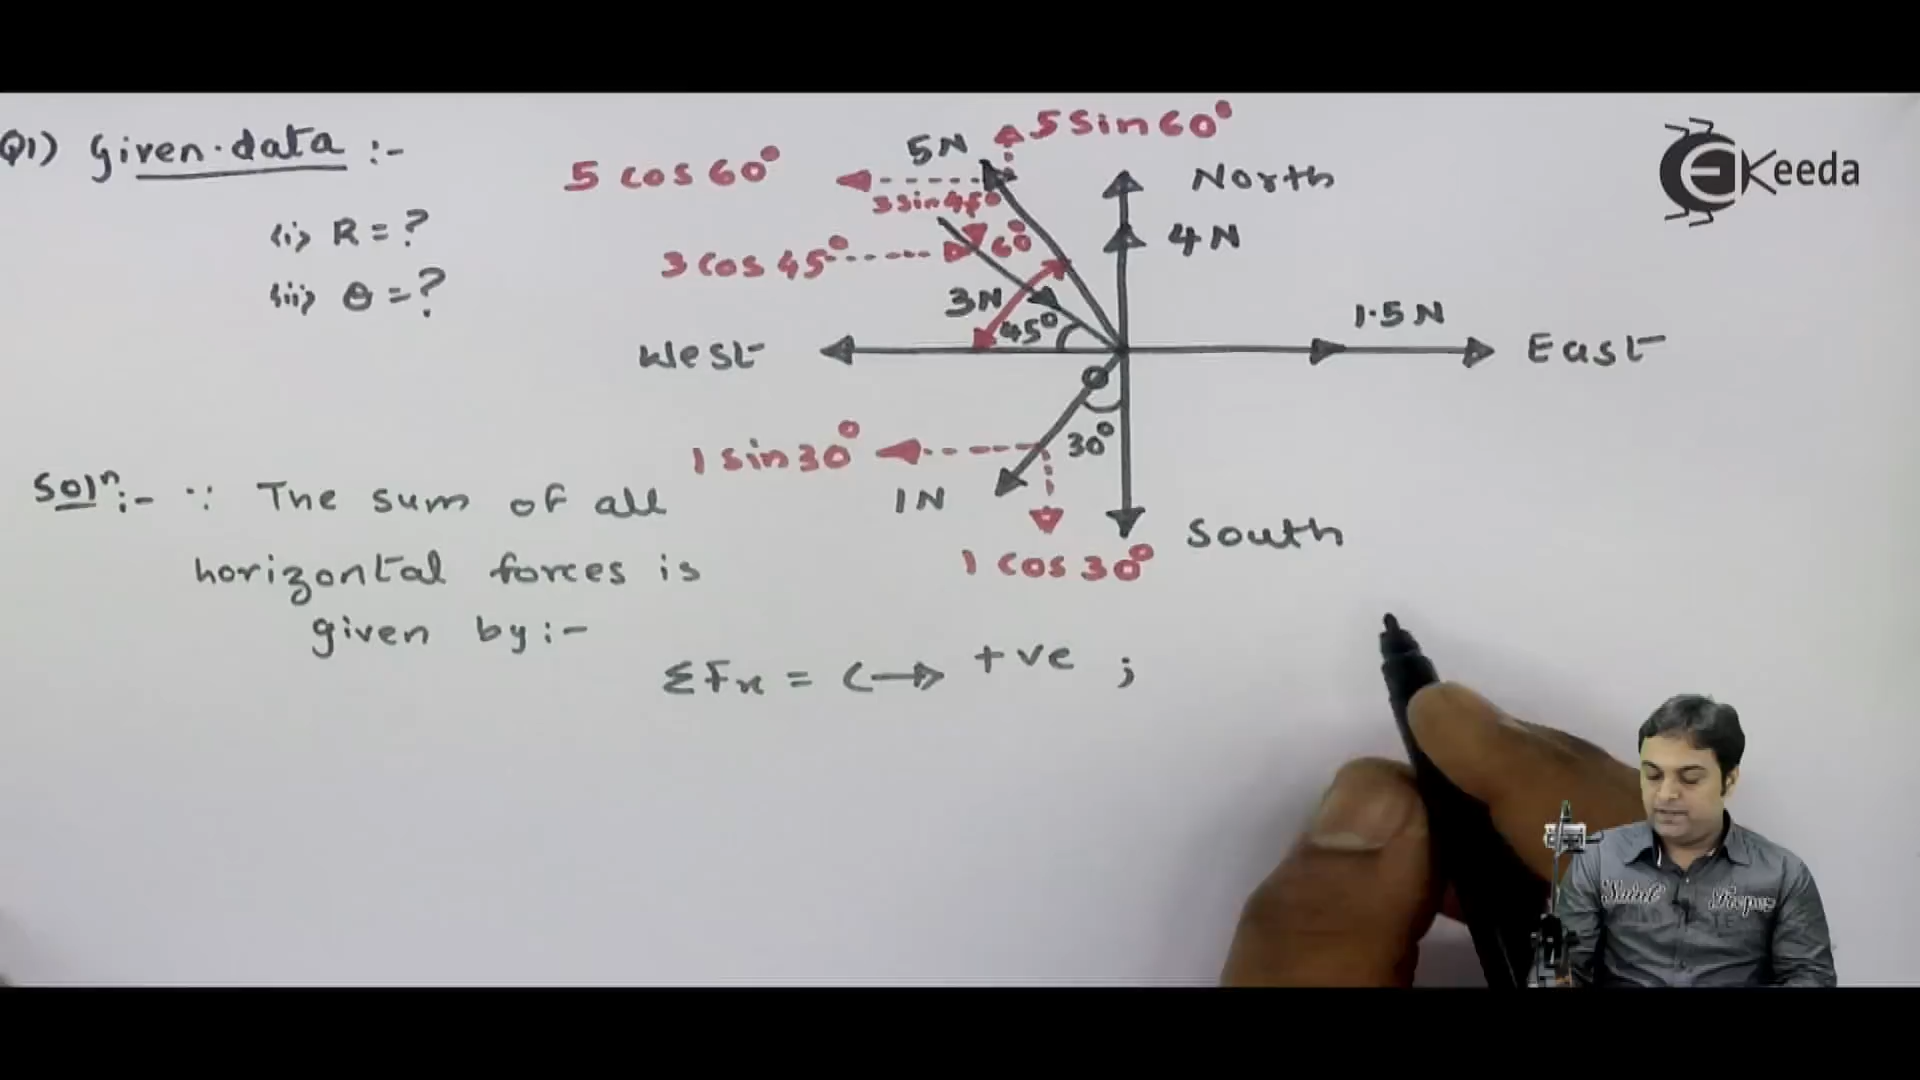 Q1) Given data :-
(i) R = ?
(ii) θ = ?
5N
5 sin 60°
5 cos 60°
3 sin 45°
60°
3 cos 45°
3N
45°
North
4N
1.5 N
West
East
O
30°
1 sin 30°
1N
South
1 cos 30°
Soln :- ∵ The sum of all
horizontal forces is
given by :-
ΣFx = (→ +ve ;
EKeeda